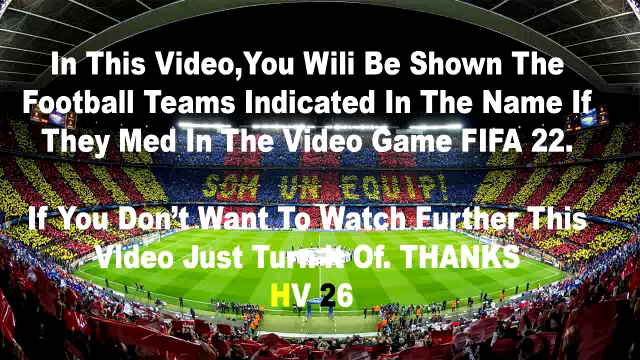 In This Video,You Wili Be Shown The
Football Teams Indicated In The Name If
They Med In The Video Game FIFA 22.
SOM UN EQUIP!
If You Don't Want To Watch Further This
Video Just Turn It Of. THANKS
HV 26